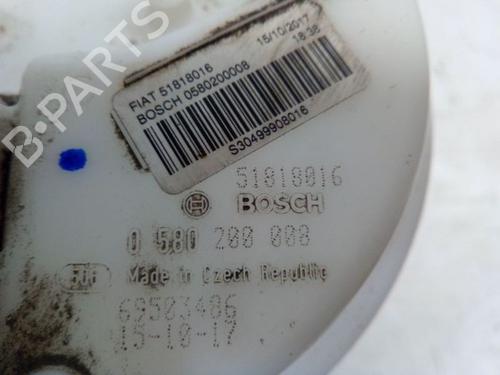 B-PARTS
FIAT 51818016
15/10/2017
BOSCH 0580200008
18:38
S30499908016
51818016
BOSCH
0 580 200 008
Made in Czech Republic
69503486
15-10-17